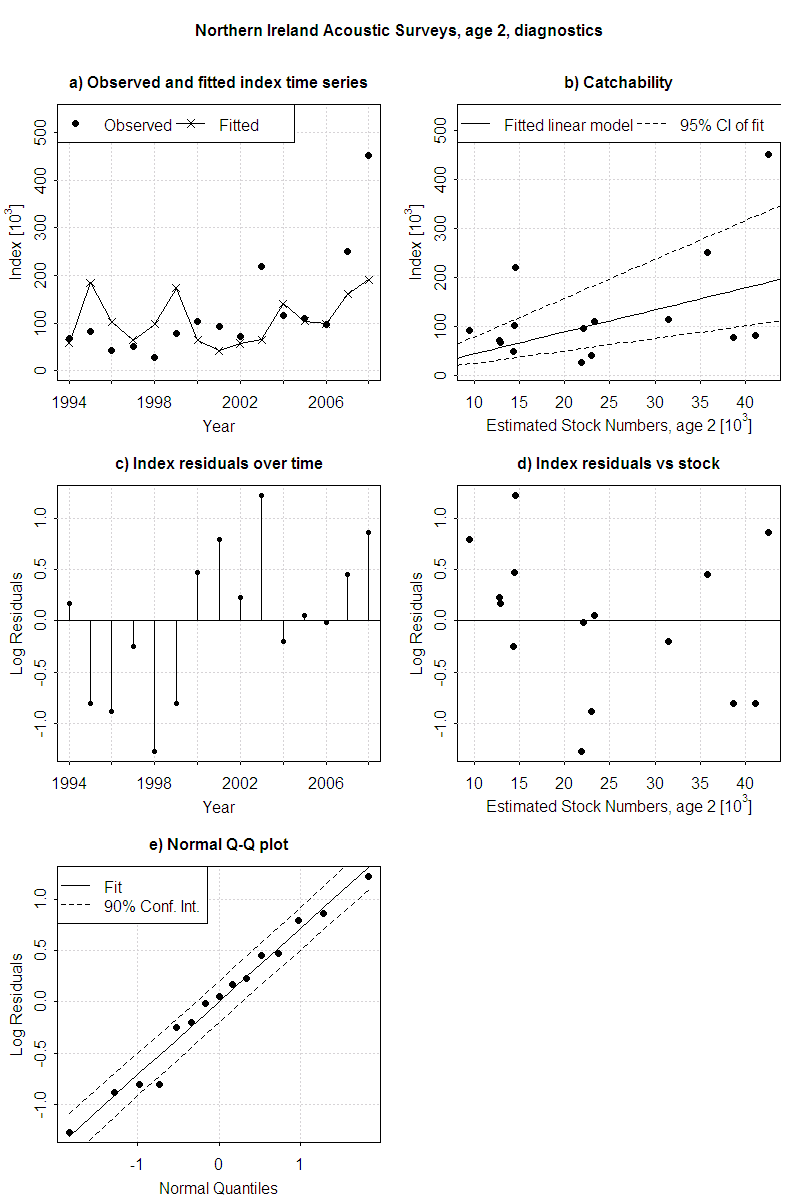 Northern Ireland Acoustic Surveys, age 2, diagnostics
a) Observed and fitted index time series
Observed Fitted
Index [10³]
0 100 200 300 400 500
1994 1998 2002 2006
Year
b) Catchability
Fitted linear model 95% CI of fit
Index [10³]
0 100 200 300 400 500
10 15 20 25 30 35 40
Estimated Stock Numbers, age 2 [10³]
c) Index residuals over time
Log Residuals
-1.0 -0.5 0.0 0.5 1.0
1994 1998 2002 2006
Year
d) Index residuals vs stock
Log Residuals
-1.0 -0.5 0.0 0.5 1.0
10 15 20 25 30 35 40
Estimated Stock Numbers, age 2 [10³]
e) Normal Q-Q plot
Fit
90% Conf. Int.
Log Residuals
-1.0 -0.5 0.0 0.5 1.0
-1 0 1
Normal Quantiles